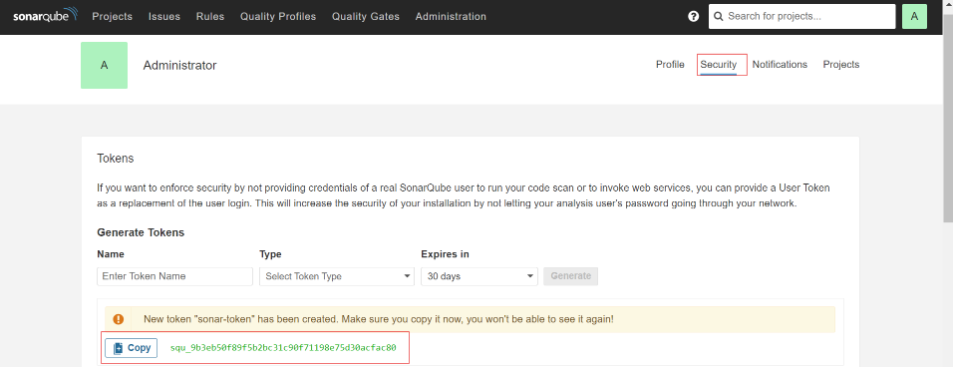 sonarqube Projects Issues Rules Quality Profiles Quality Gates Administration ? Search for projects... A
A Administrator Profile Security Notifications Projects
Tokens
If you want to enforce security by not providing credentials of a real SonarQube user to run your code scan or to invoke web services, you can provide a User Token
as a replacement of the user login. This will increase the security of your installation by not letting your analysis user's password going through your network.
Generate Tokens
Name Type Expires in
Enter Token Name Select Token Type 30 days Generate
New token "sonar-token" has been created. Make sure you copy it now, you won't be able to see it again!
Copy squ_9b3eb50f89f5b2bc31c90f71198e75d30acfac80